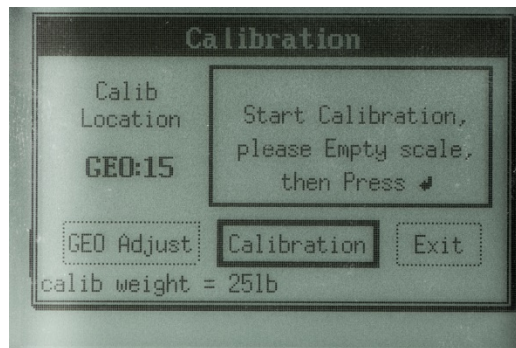 Calibration
Calib
Location
GEO:15
Start Calibration,
please Empty scale,
then Press ↲
GEO Adjust
Calibration
Exit
calib weight = 25lb